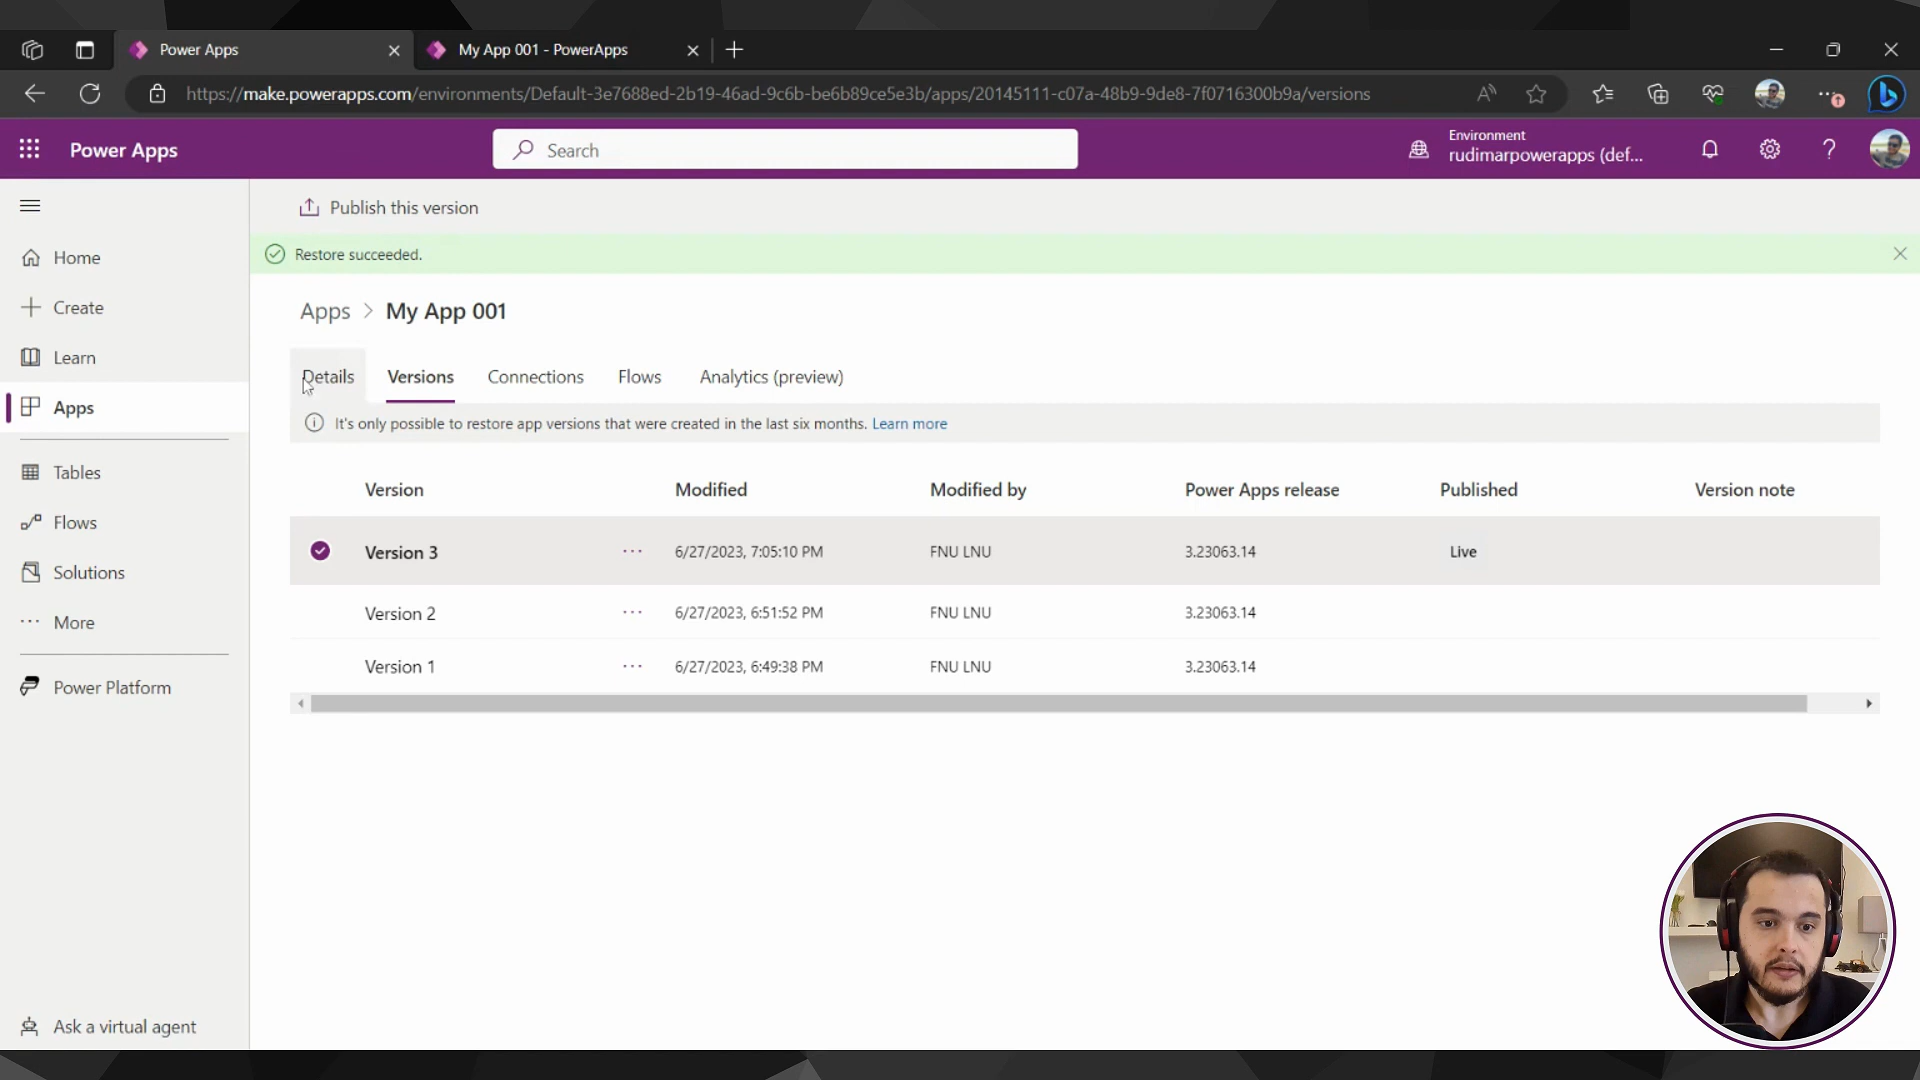 Power Apps
My App 001 - PowerApps
https://make.powerapps.com/environments/Default-3e7688ed-2b19-46ad-9c6b-be6b89ce5e3b/apps/20145111-c07a-48b9-9de8-7f0716300b9a/versions
Power Apps
Search
Environment
rudimarpowerapps (def...
Publish this version
Restore succeeded.
Home
Create
Learn
Apps
Tables
Flows
Solutions
More
Power Platform
Ask a virtual agent
Apps > My App 001
Details Versions Connections Flows Analytics (preview)
It's only possible to restore app versions that were created in the last six months. Learn more
Version Modified Modified by Power Apps release Published Version note
Version 3 ... 6/27/2023, 7:05:10 PM FNU LNU 3.23063.14 Live
Version 2 ... 6/27/2023, 6:51:52 PM FNU LNU 3.23063.14
Version 1 ... 6/27/2023, 6:49:38 PM FNU LNU 3.23063.14